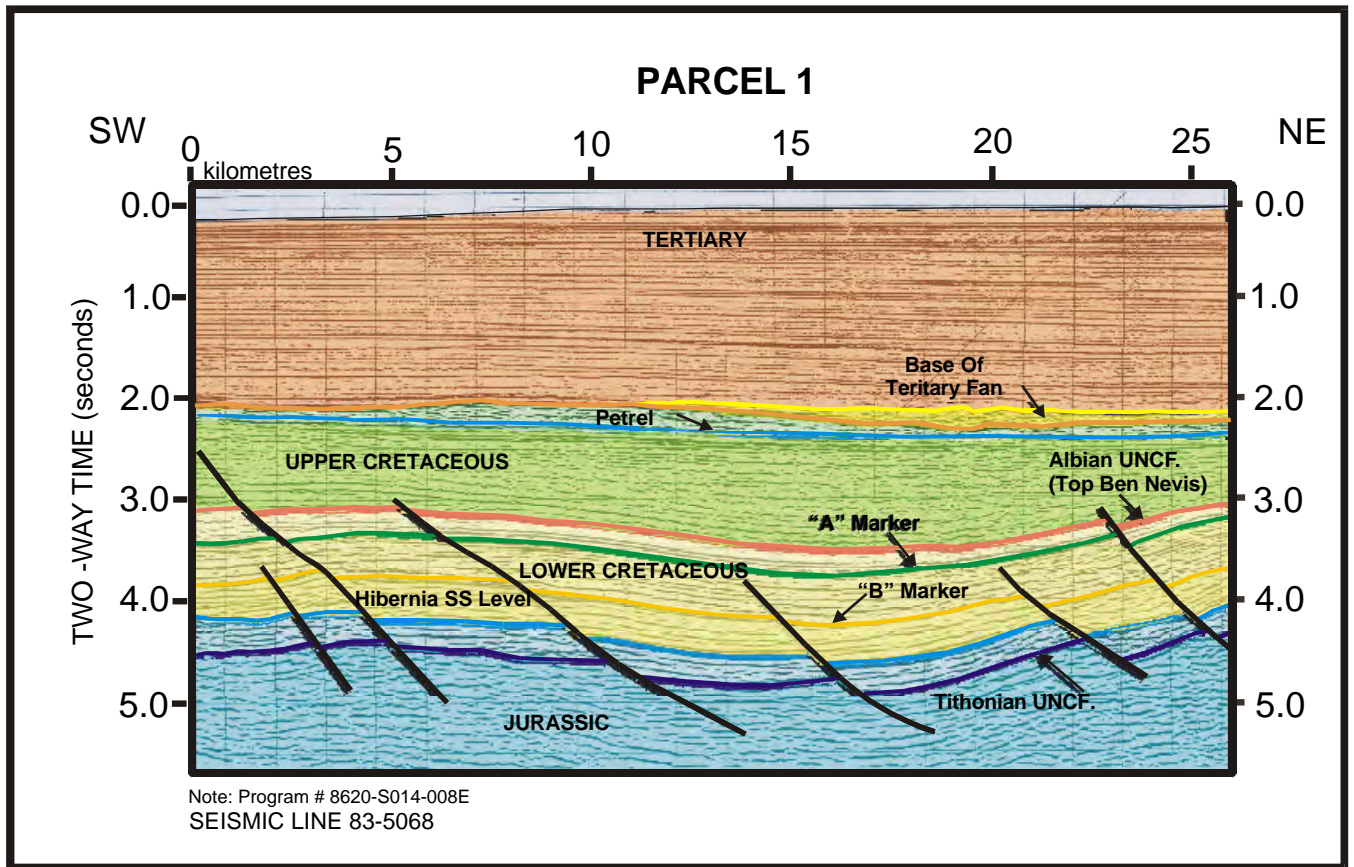 PARCEL 1
SW
0 5 10 15 20 25
NE
kilometres
0.0
1.0
2.0
3.0
4.0
5.0
TWO -WAY TIME (seconds)
0.0
1.0
2.0
3.0
4.0
5.0
TERTIARY
Base Of
Teritary Fan
Petrel
UPPER CRETACEOUS
Albian UNCF.
(Top Ben Nevis)
“A” Marker
LOWER CRETACEOUS
“B” Marker
Hibernia SS Level
Tithonian UNCF.
JURASSIC
Note: Program # 8620-S014-008E
SEISMIC LINE 83-5068